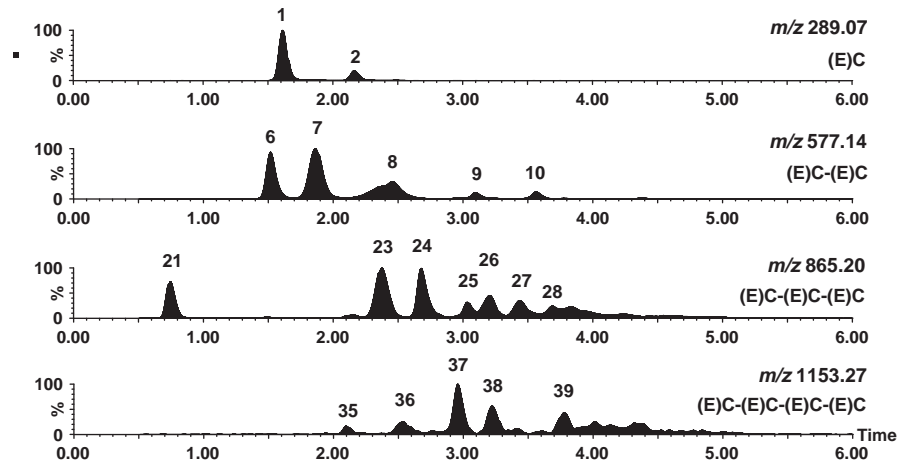 1
100
m/z 289.07
%
2
(E)C
0
0.00 1.00 2.00 3.00 4.00 5.00 6.00
7
6
100
m/z 577.14
%
8
9
10
(E)C-(E)C
0
0.00 1.00 2.00 3.00 4.00 5.00 6.00
21
23
24
100
m/z 865.20
%
25
26
27
28
(E)C-(E)C-(E)C
0
0.00 1.00 2.00 3.00 4.00 5.00 6.00
37
100
m/z 1153.27
%
35
36
38
39
(E)C-(E)C-(E)C-(E)C
0
Time
0.00 1.00 2.00 3.00 4.00 5.00 6.00